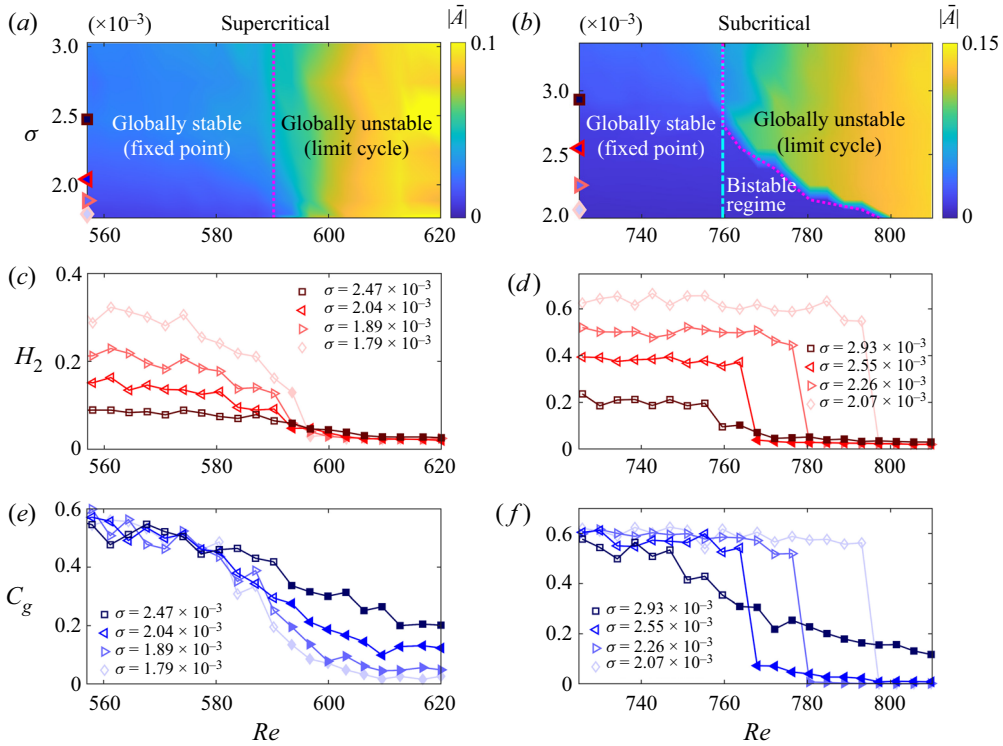 (a) (×10⁻³) Supercritical |Ā|
3.0
2.5
2.0
σ
Globally stable
(fixed point)
Globally unstable
(limit cycle)
0.1
0
560 580 600 620
(b) (×10⁻³) Subcritical |Ā|
3.0
2.5
2.0
Globally stable
(fixed point)
Globally unstable
(limit cycle)
Bistable
regime
0.15
0
740 760 780 800
(c)
0.4
0.2
0
H₂
σ = 2.47 × 10⁻³
σ = 2.04 × 10⁻³
σ = 1.89 × 10⁻³
σ = 1.79 × 10⁻³
560 580 600 620
(d)
0.6
0.4
0.2
0
σ = 2.93 × 10⁻³
σ = 2.55 × 10⁻³
σ = 2.26 × 10⁻³
σ = 2.07 × 10⁻³
740 760 780 800
(e)
0.6
0.4
0.2
0
C_g
σ = 2.47 × 10⁻³
σ = 2.04 × 10⁻³
σ = 1.89 × 10⁻³
σ = 1.79 × 10⁻³
560 580 600 620
Re
(f)
0.6
0.4
0.2
0
σ = 2.93 × 10⁻³
σ = 2.55 × 10⁻³
σ = 2.26 × 10⁻³
σ = 2.07 × 10⁻³
740 760 780 800
Re